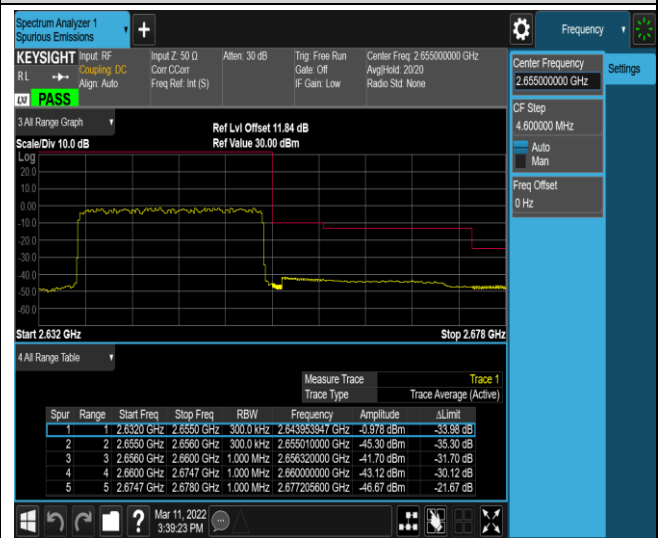 Spectrum Analyzer 1
Spurious Emissions
Frequency
KEYSIGHT Input: RF Input Z: 50 Ω Atten: 30 dB Trig: Free Run Center Freq: 2.655000000 GHz
RL Coupling: DC Corr CCorr Gate: Off Avg|Hold: 20/20
Align: Auto Freq Ref: Int (S) IF Gain: Low Radio Std: None
LXI PASS
Center Frequency
2.655000000 GHz
Settings
CF Step
4.600000 MHz
Auto
Man
Freq Offset
0 Hz
3 All Range Graph
Ref Lvl Offset 11.84 dB
Scale/Div 10.0 dB Ref Value 30.00 dBm
Log
20.0
10.0
0.00
-10.0
-20.0
-30.0
-40.0
-50.0
-60.0
Start 2.632 GHz Stop 2.678 GHz
4 All Range Table
Measure Trace Trace 1
Trace Type Trace Average (Active)
Spur Range Start Freq Stop Freq RBW Frequency Amplitude ΔLimit
1 1 2.6320 GHz 2.6550 GHz 300.0 kHz 2.643953947 GHz -0.978 dBm -33.98 dB
2 2 2.6550 GHz 2.6560 GHz 300.0 kHz 2.655010000 GHz -45.30 dBm -35.30 dB
3 3 2.6560 GHz 2.6600 GHz 1.000 MHz 2.656320000 GHz -41.70 dBm -31.70 dB
4 4 2.6600 GHz 2.6747 GHz 1.000 MHz 2.660000000 GHz -43.12 dBm -30.12 dB
5 5 2.6747 GHz 2.6780 GHz 1.000 MHz 2.677205600 GHz -46.67 dBm -21.67 dB
Mar 11, 2022
3:39:23 PM